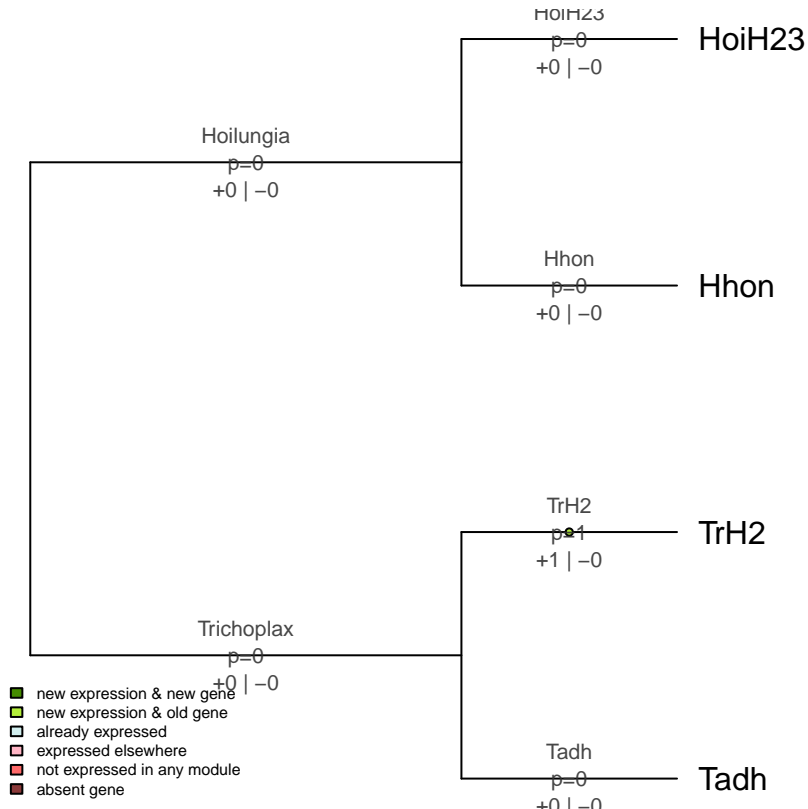 HoiH23
p=0
+0 | −0
HoiH23
Hoilungia
p=0
+0 | −0
Hhon
p=0
+0 | −0
Hhon
TrH2
p=1
+1 | −0
TrH2
Trichoplax
p=0
+0 | −0
new expression & new gene
new expression & old gene
already expressed
expressed elsewhere
not expressed in any module
absent gene
Tadh
p=0
+0 | −0
Tadh